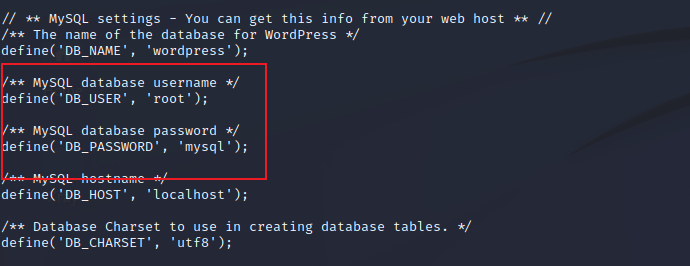 // ** MySQL settings - You can get this info from your web host ** //
/** The name of the database for WordPress */
define('DB_NAME', 'wordpress');
/** MySQL database username */
define('DB_USER', 'root');
/** MySQL database password */
define('DB_PASSWORD', 'mysql');
/** MySQL hostname */
define('DB_HOST', 'localhost');
/** Database Charset to use in creating database tables. */
define('DB_CHARSET', 'utf8');